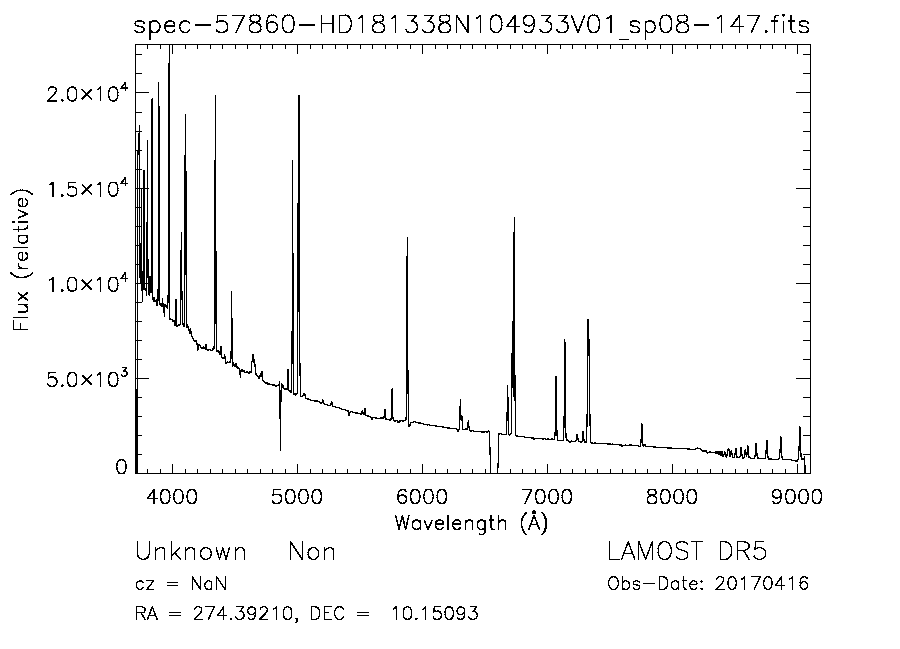 spec-57860-HD181338N104933V01_sp08-147.fits
2.0×10⁴
1.5×10⁴
1.0×10⁴
5.0×10³
0
Flux (relative)
4000 5000 6000 7000 8000 9000
Wavelength (Å)
Unknown Non LAMOST DR5
cz = NaN Obs-Date: 20170416
RA = 274.39210, DEC = 10.15093